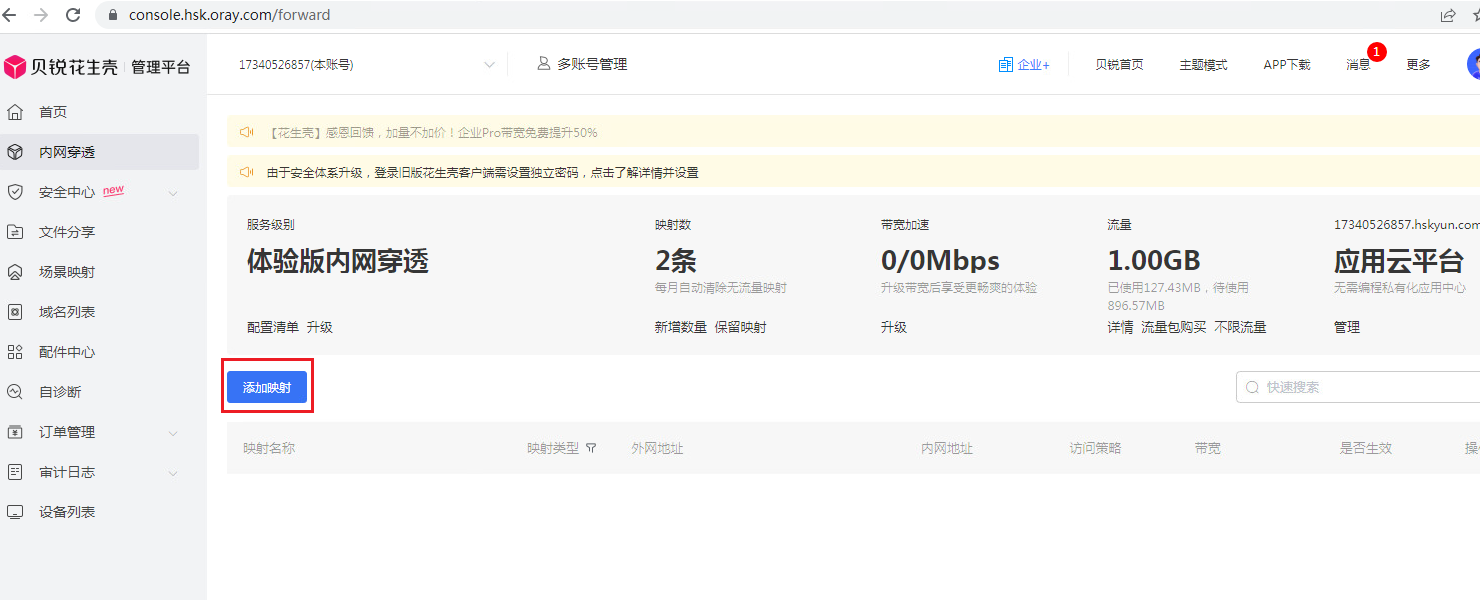 console.hsk.oray.com/forward
贝锐花生壳 管理平台
17340526857(本账号) 多账号管理 企业+ 贝锐首页 主题模式 APP下载 消息 1 更多
首页
内网穿透
安全中心 new
文件分享
场景映射
域名列表
配件中心
自诊断
订单管理
审计日志
设备列表
【花生壳】感恩回馈，加量不加价！企业Pro带宽免费提升50%
由于安全体系升级，登录旧版花生壳客户端需设置独立密码，点击了解详情并设置
服务级别 映射数 带宽加速 流量 17340526857.hskyun.com
体验版内网穿透 2条 0/0Mbps 1.00GB 应用云平台
每月自动清除无流量映射 升级带宽后享受更畅爽的体验 已使用127.43MB，待使用 无需编程私有化应用中心
896.57MB
配置清单 升级 新增数量 保留映射 升级 详情 流量包购买 不限流量 管理
添加映射 快速搜索
映射名称 映射类型 外网地址 内网地址 访问策略 带宽 是否生效